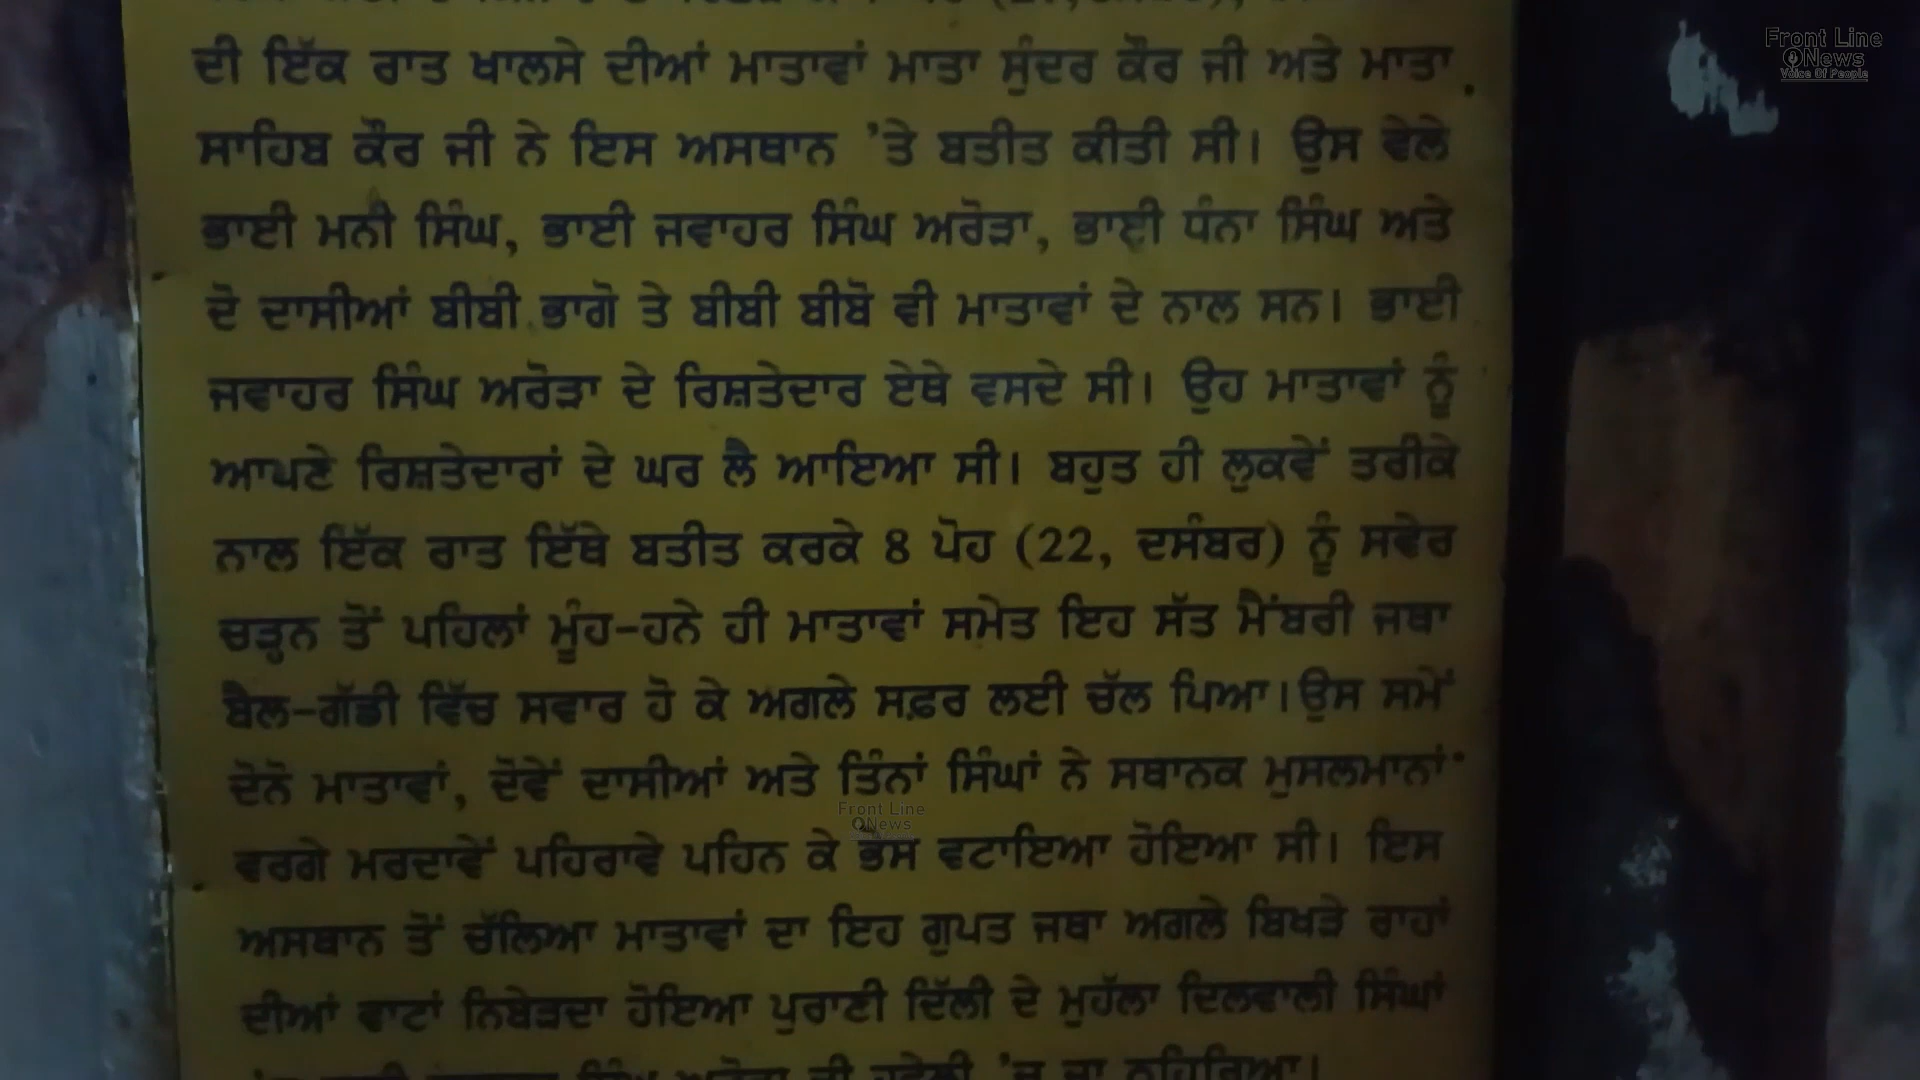 ਦੀ ਇੱਕ ਰਾਤ ਖਾਲਸੇ ਦੀਆਂ ਮਾਤਾਵਾਂ ਮਾਤਾ ਸੁੰਦਰ ਕੌਰ ਜੀ ਅਤੇ ਮਾਤਾ
ਸਾਹਿਬ ਕੌਰ ਜੀ ਨੇ ਇਸ ਅਸਥਾਨ 'ਤੇ ਬਤੀਤ ਕੀਤੀ ਸੀ। ਉਸ ਵੇਲੇ
ਭਾਈ ਮਨੀ ਸਿੰਘ, ਭਾਈ ਜਵਾਹਰ ਸਿੰਘ ਅਰੋੜਾ, ਭਾਈ ਧੰਨਾ ਸਿੰਘ ਅਤੇ
ਦੋ ਦਾਸੀਆਂ ਬੀਬੀ ਭਾਗੋ ਤੇ ਬੀਬੀ ਬੀਬੋ ਵੀ ਮਾਤਾਵਾਂ ਦੇ ਨਾਲ ਸਨ। ਭਾਈ
ਜਵਾਹਰ ਸਿੰਘ ਅਰੋੜਾ ਦੇ ਰਿਸ਼ਤੇਦਾਰ ਏਥੇ ਵਸਦੇ ਸੀ। ਉਹ ਮਾਤਾਵਾਂ ਨੂੰ
ਆਪਣੇ ਰਿਸ਼ਤੇਦਾਰਾਂ ਦੇ ਘਰ ਲੈ ਆਇਆ ਸੀ। ਬਹੁਤ ਹੀ ਲੁਕਵੇਂ ਤਰੀਕੇ
ਨਾਲ ਇੱਕ ਰਾਤ ਇੱਥੇ ਬਤੀਤ ਕਰਕੇ 8 ਪੋਹ (22, ਦਸੰਬਰ) ਨੂੰ ਸਵੇਰ
ਚੜ੍ਹਨ ਤੋਂ ਪਹਿਲਾਂ ਮੂੰਹ-ਹਨੇ ਹੀ ਮਾਤਾਵਾਂ ਸਮੇਤ ਇਹ ਸੱਤ ਮੈਂਬਰੀ ਜਥਾ
ਬੈਲ-ਗੱਡੀ ਵਿੱਚ ਸਵਾਰ ਹੋ ਕੇ ਅਗਲੇ ਸਫ਼ਰ ਲਈ ਚੱਲ ਪਿਆ।ਉਸ ਸਮੇਂ
ਦੋਨੋ ਮਾਤਾਵਾਂ, ਦੋਵੇਂ ਦਾਸੀਆਂ ਅਤੇ ਤਿੰਨਾਂ ਸਿੰਘਾਂ ਨੇ ਸਥਾਨਕ ਮੁਸਲਮਾਨਾਂ
ਵਰਗੇ ਮਰਦਾਵੇਂ ਪਹਿਰਾਵੇ ਪਹਿਨ ਕੇ ਭੇਸ ਵਟਾਇਆ ਹੋਇਆ ਸੀ। ਇਸ
ਅਸਥਾਨ ਤੋਂ ਚੱਲਿਆ ਮਾਤਾਵਾਂ ਦਾ ਇਹ ਗੁਪਤ ਜਥਾ ਅਗਲੇ ਬਿਖੜੇ ਰਾਹਾਂ
ਦੀਆਂ ਵਾਟਾਂ ਨਿਬੇੜਦਾ ਹੋਇਆ ਪੁਰਾਣੀ ਦਿੱਲੀ ਦੇ ਮੁਹੱਲਾ ਦਿਲਵਾਲੀ ਸਿੰਘਾਂ
Front Line
News
Voice Of People
Front Line
News